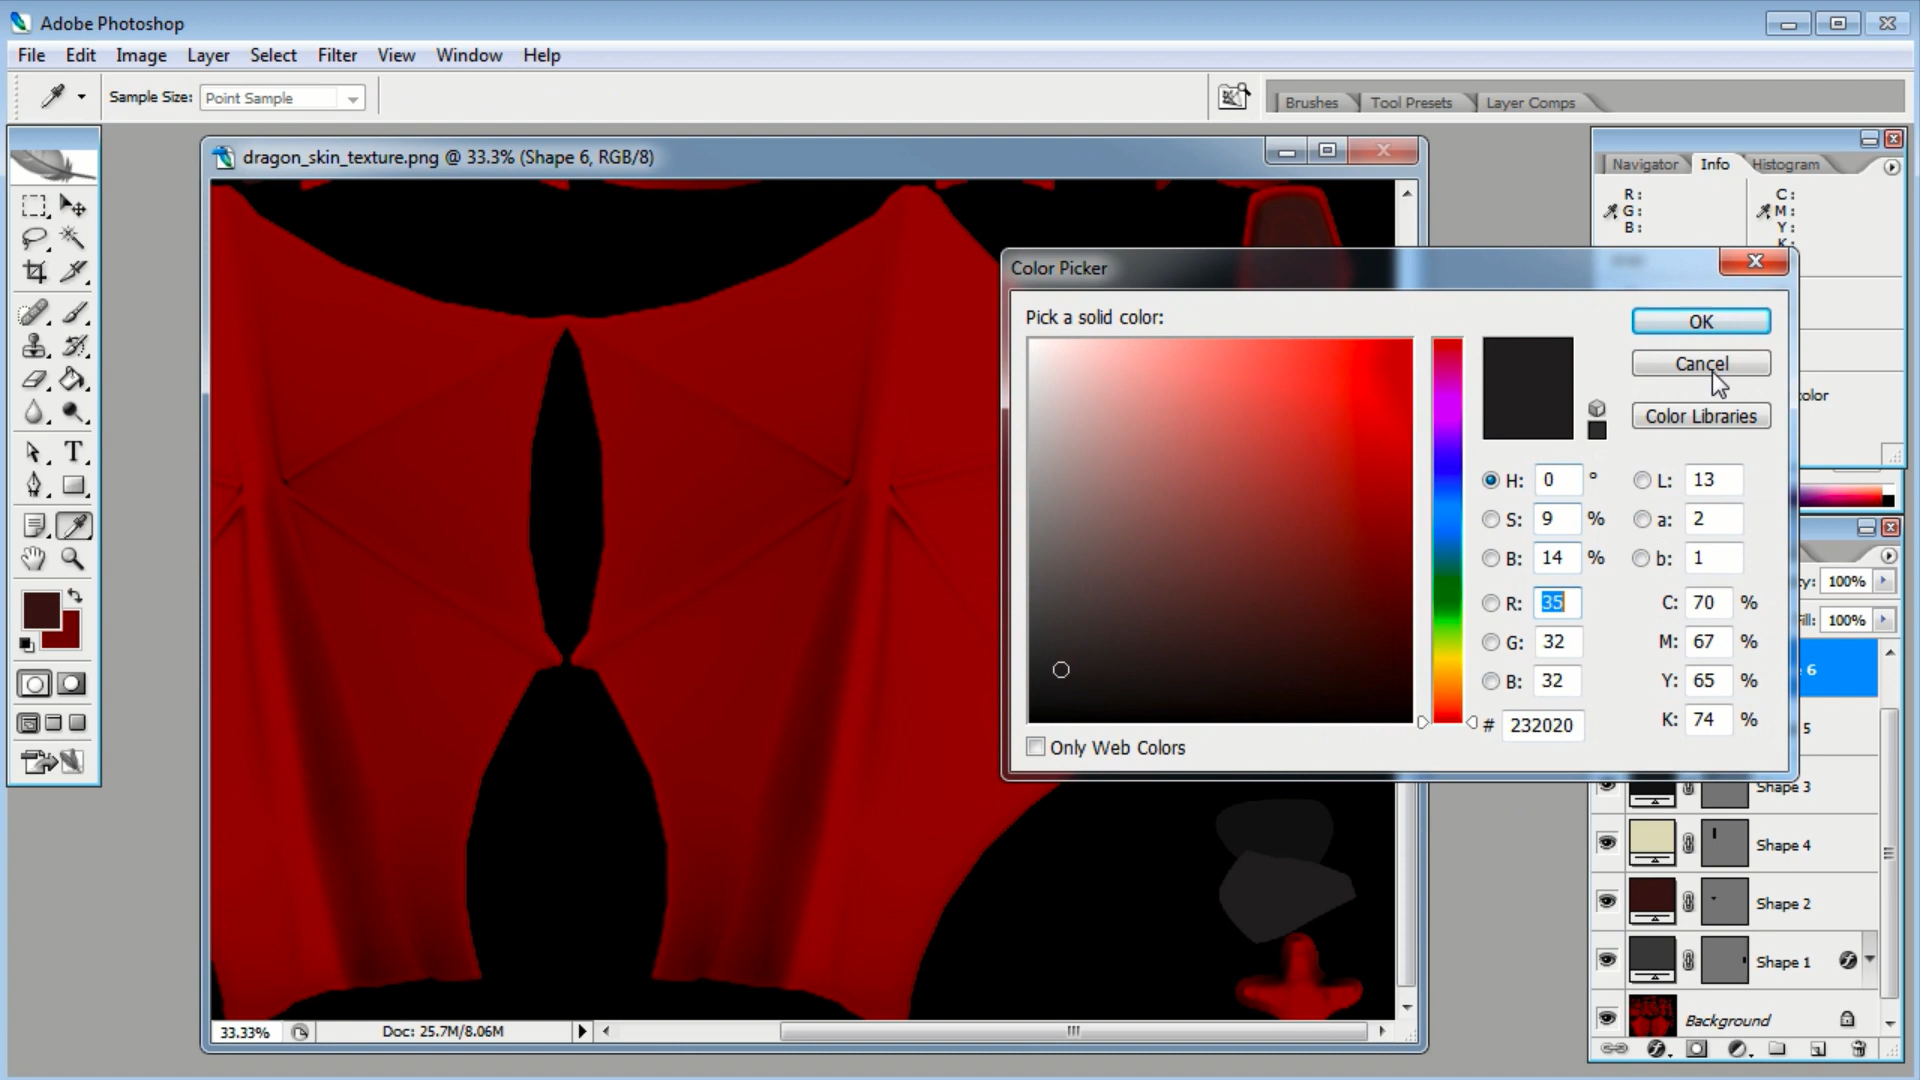 Adobe Photoshop
File Edit Image Layer Select Filter View Window Help
Sample Size: Point Sample
Brushes Tool Presets Layer Comps
dragon_skin_texture.png @ 33.3% (Shape 6, RGB/8)
Navigator Info Histogram
R: C:
G: M:
B: Y:
K:
Color Picker
Pick a solid color:
OK
Cancel
color
Color Libraries
H: 0 ° L: 13
S: 9 % a: 2
B: 14 % b: 1
R: 35 C: 70 %
G: 32 M: 67 %
B: 32 Y: 65 %
# 232020 K: 74 %
Only Web Colors
100%
100%
6
5
Shape 3
Shape 4
Shape 2
Shape 1
Background
33.33% Doc: 25.7M/8.06M